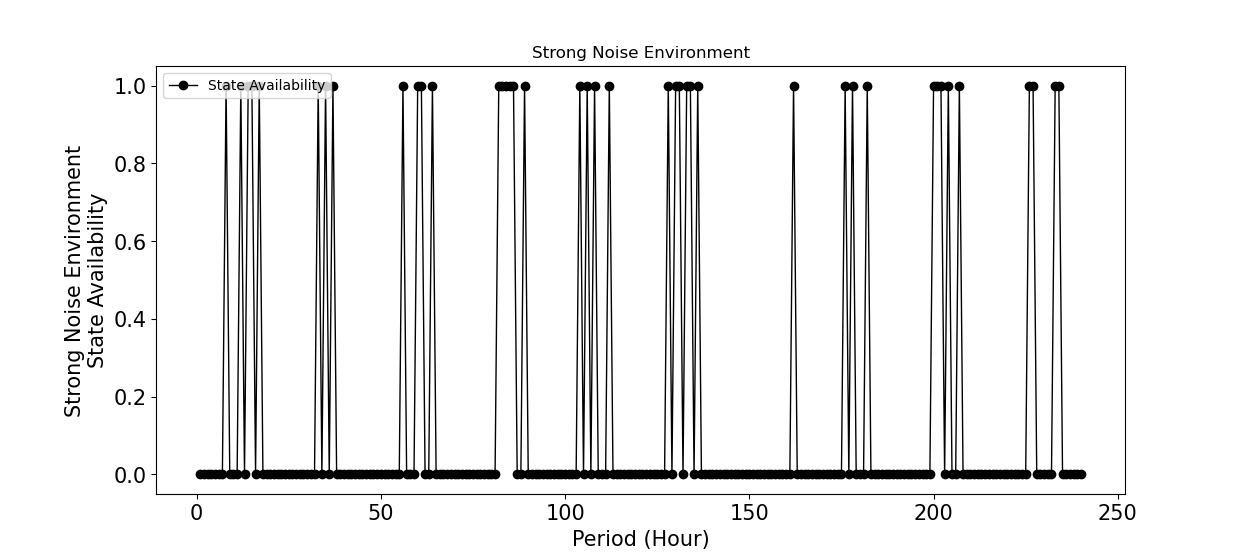 Strong Noise Environment
State Availability
Strong Noise Environment
State Availability
1.0
0.8
0.6
0.4
0.2
0.0
0
50
100
150
200
250
Period (Hour)